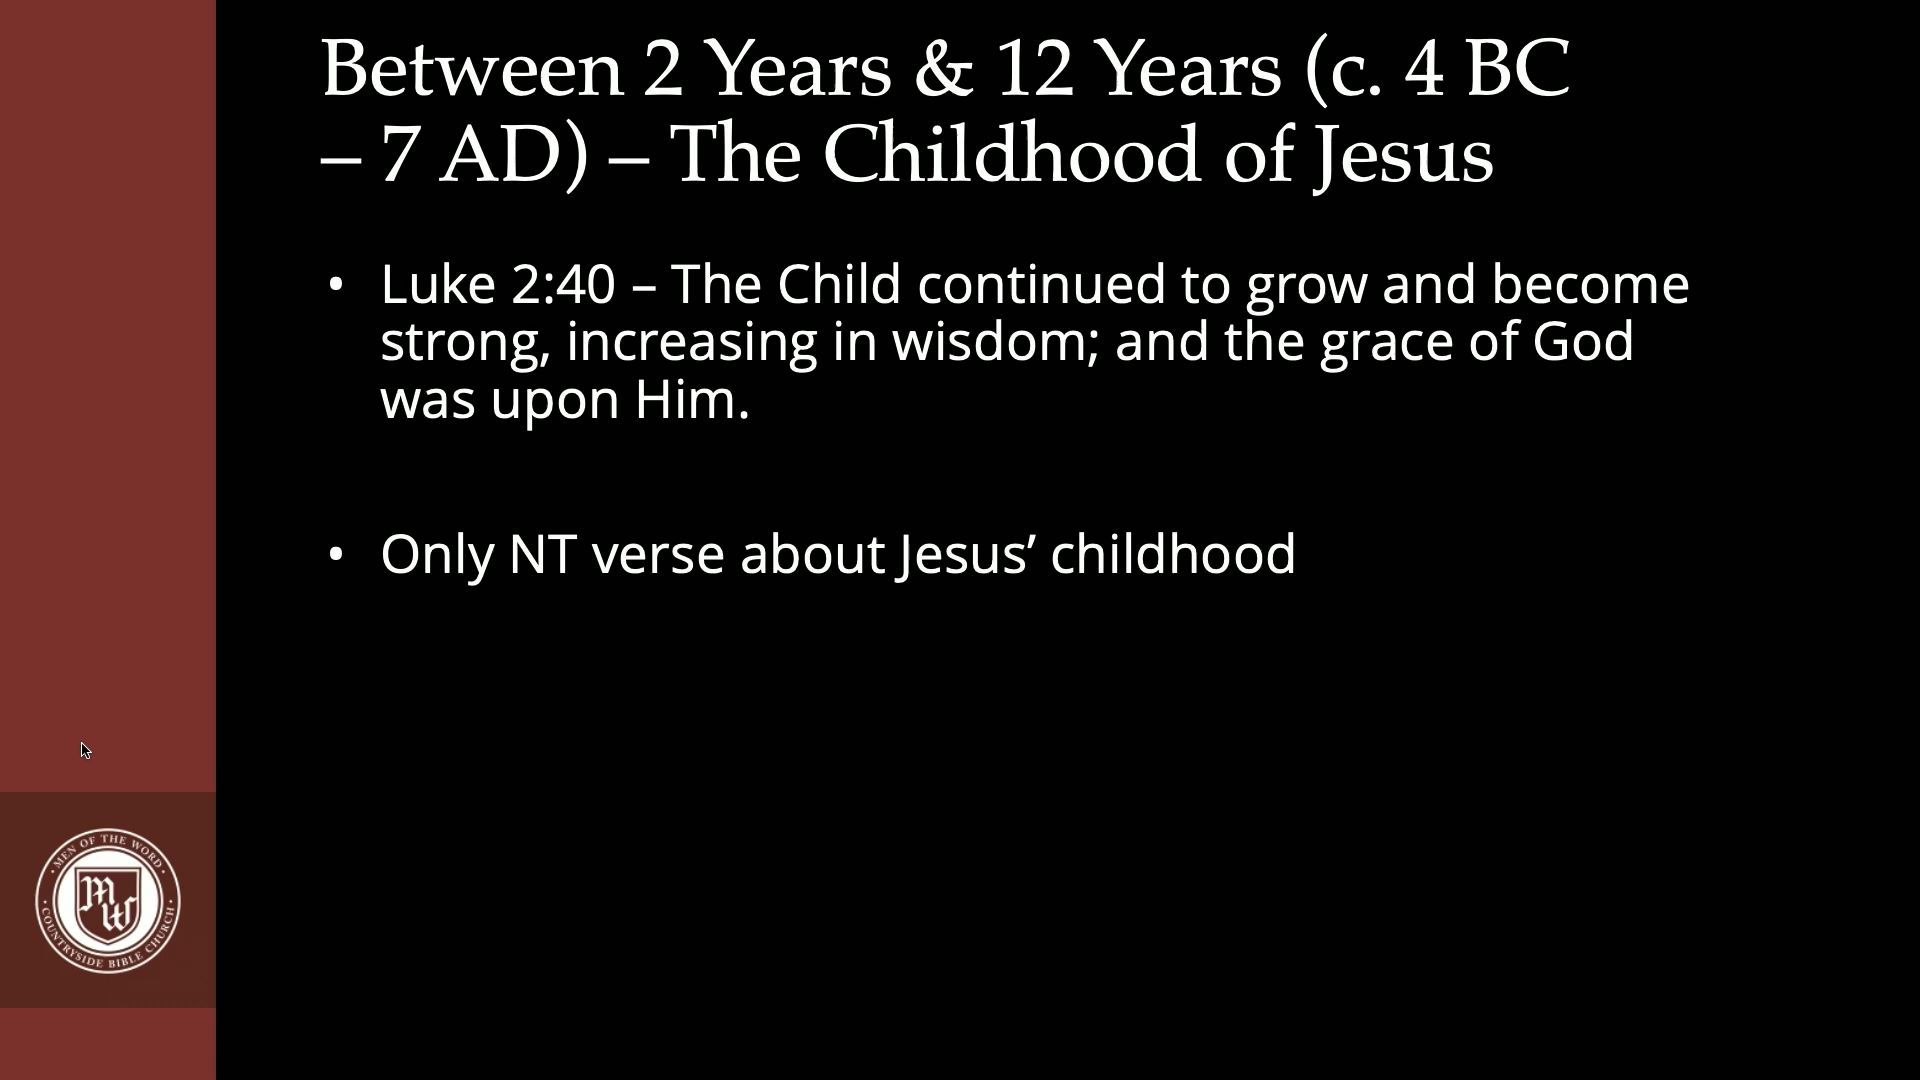 Between 2 Years & 12 Years (c. 4 BC
– 7 AD) – The Childhood of Jesus
• Luke 2:40 – The Child continued to grow and become
strong, increasing in wisdom; and the grace of God
was upon Him.
• Only NT verse about Jesus’ childhood
· MEN OF THE WORD ·
MW
· COUNTRYSIDE BIBLE CHURCH ·